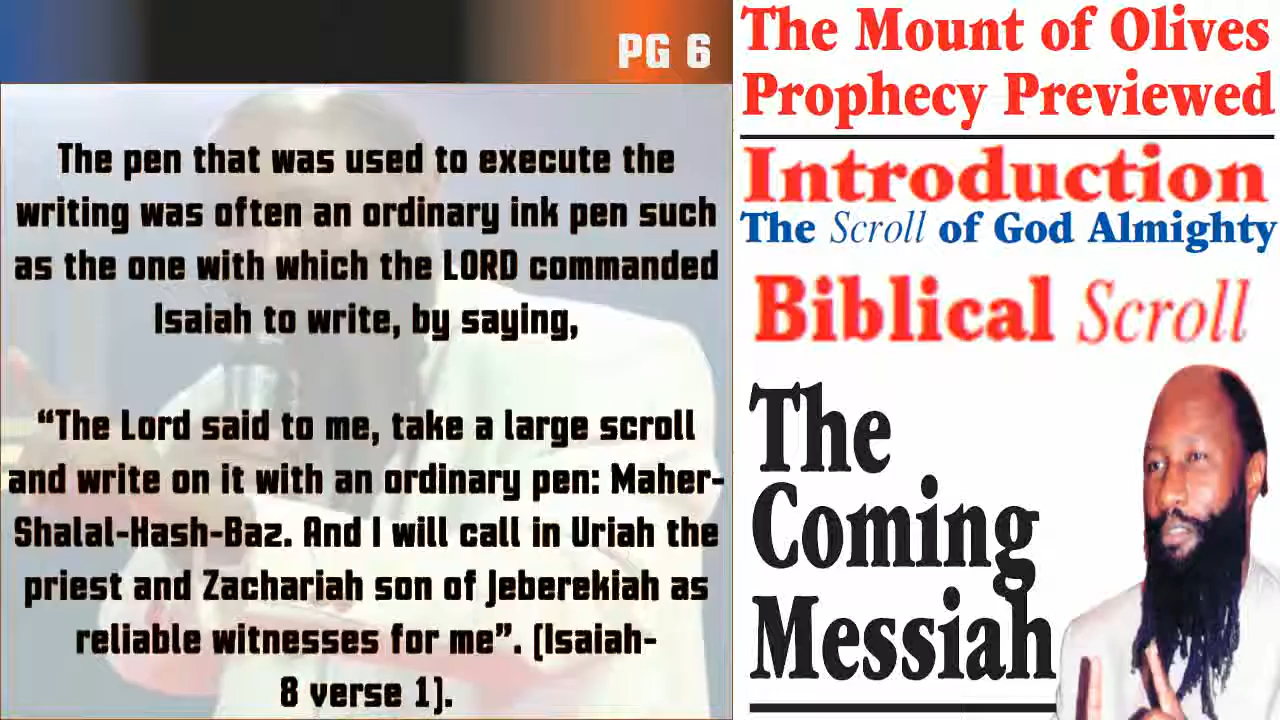 PG 6
The pen that was used to execute the
writing was often an ordinary ink pen such
as the one with which the LORD commanded
Isaiah to write, by saying,
“The Lord said to me, take a large scroll
and write on it with an ordinary pen: Maher-
Shalal-Hash-Baz. And I will call in Uriah the
priest and Zachariah son of Jeberekiah as
reliable witnesses for me”. (Isaiah-
8 verse 1).
The Mount of Olives
Prophecy Previewed
Introduction
The Scroll of God Almighty
Biblical Scroll
The
Coming
Messiah